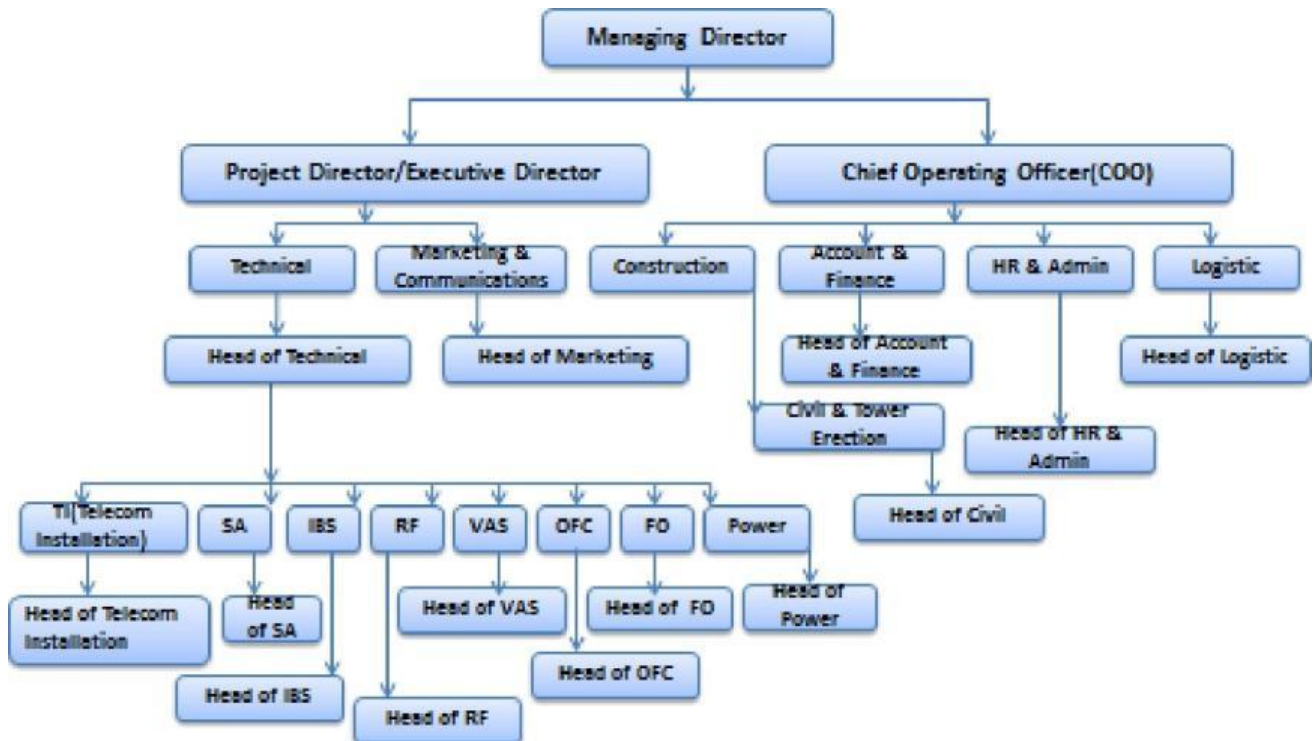 Managing Director
Project Director/Executive Director
Chief Operating Officer(COO)
Technical
Marketing &
Communications
Construction
Account &
Finance
HR & Admin
Logistic
Head of Technical
Head of Marketing
Head of Account
& Finance
Head of Logistic
Civil & Tower
Erection
Head of HR &
Admin
TI(Telecom
Installation)
SA
IBS
RF
VAS
OFC
FO
Power
Head of Civil
Head of Telecom
Installation
Head
of SA
Head of VAS
Head of FO
Head of
Power
Head of OFC
Head of IBS
Head of RF